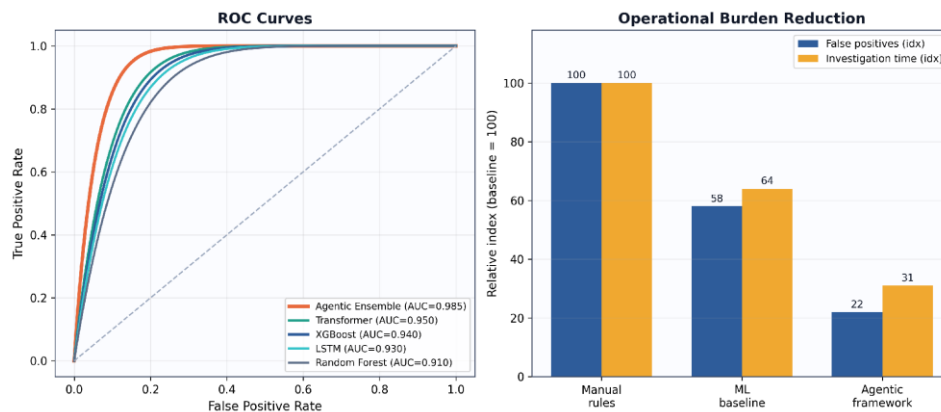 ROC Curves
True Positive Rate
1.0
0.8
0.6
0.4
0.2
0.0
Agentic Ensemble (AUC=0.985)
Transformer (AUC=0.950)
XGBoost (AUC=0.940)
LSTM (AUC=0.930)
Random Forest (AUC=0.910)
0.0 0.2 0.4 0.6 0.8 1.0
False Positive Rate
Operational Burden Reduction
Relative index (baseline = 100)
False positives (idx)
Investigation time (idx)
100
80
60
40
20
0
100 100
58 64
22 31
Manual
rules
ML
baseline
Agentic
framework